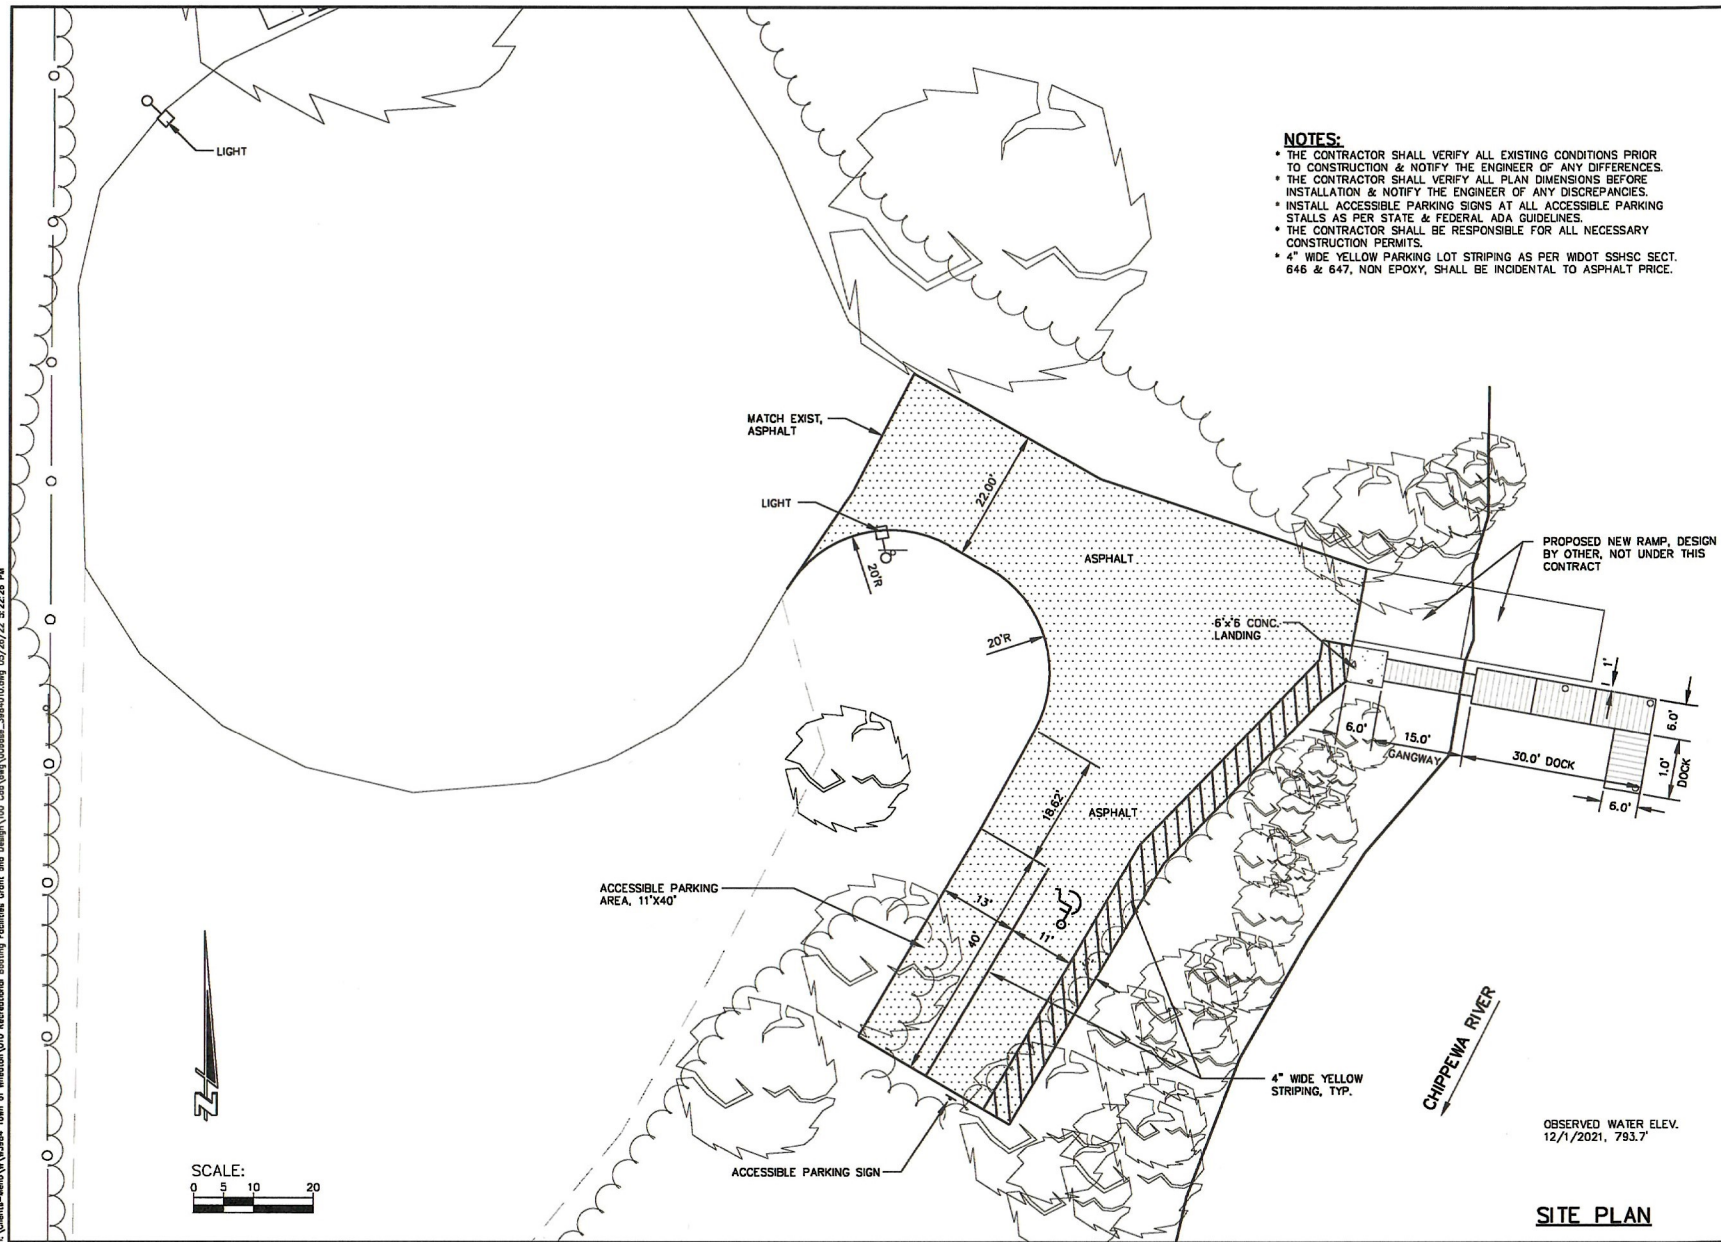 LIGHT
NOTES:
* THE CONTRACTOR SHALL VERIFY ALL EXISTING CONDITIONS PRIOR
TO CONSTRUCTION & NOTIFY THE ENGINEER OF ANY DIFFERENCES.
* THE CONTRACTOR SHALL VERIFY ALL PLAN DIMENSIONS BEFORE
INSTALLATION & NOTIFY THE ENGINEER OF ANY DISCREPANCIES.
* INSTALL ACCESSIBLE PARKING SIGNS AT ALL ACCESSIBLE PARKING
STALLS AS PER STATE & FEDERAL ADA GUIDELINES.
* THE CONTRACTOR SHALL BE RESPONSIBLE FOR ALL NECESSARY
CONSTRUCTION PERMITS.
* 4" WIDE YELLOW PARKING LOT STRIPING AS PER WIDOT SSHSC SECT.
646 & 647, NON EPOXY, SHALL BE INCIDENTAL TO ASPHALT PRICE.
MATCH EXIST,
ASPHALT
22.00'
LIGHT
20'R
ASPHALT
PROPOSED NEW RAMP, DESIGN
BY OTHER, NOT UNDER THIS
CONTRACT
20'R
6'x6 CONC.
LANDING
1'
6.0'
6.0'
15.0'
GANGWAY
30.0' DOCK
1.0'
DOCK
6.0'
18.62'
ASPHALT
ACCESSIBLE PARKING
AREA, 11'X40'
13'
40'
11'
4" WIDE YELLOW
STRIPING, TYP.
CHIPPEWA RIVER
OBSERVED WATER ELEV.
12/1/2021, 793.7'
N
SCALE:
0 5 10 20
ACCESSIBLE PARKING SIGN
SITE PLAN